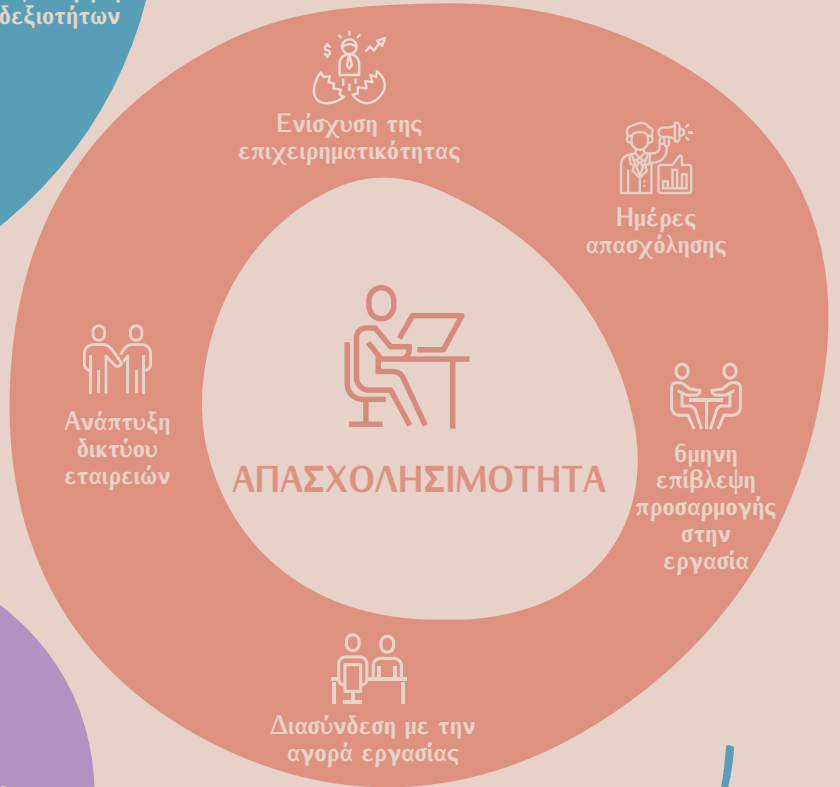 δεξιοτήτων
Ενίσχυση της
επιχειρηματικότητας
Ημέρες
απασχόλησης
Ανάπτυξη
δικτύου
εταιρειών
ΑΠΑΣΧΟΛΗΣΙΜΟΤΗΤΑ
6μηνη
επίβλεψη
προσαρμογής
στην
εργασία
Διασύνδεση με την
αγορά εργασίας